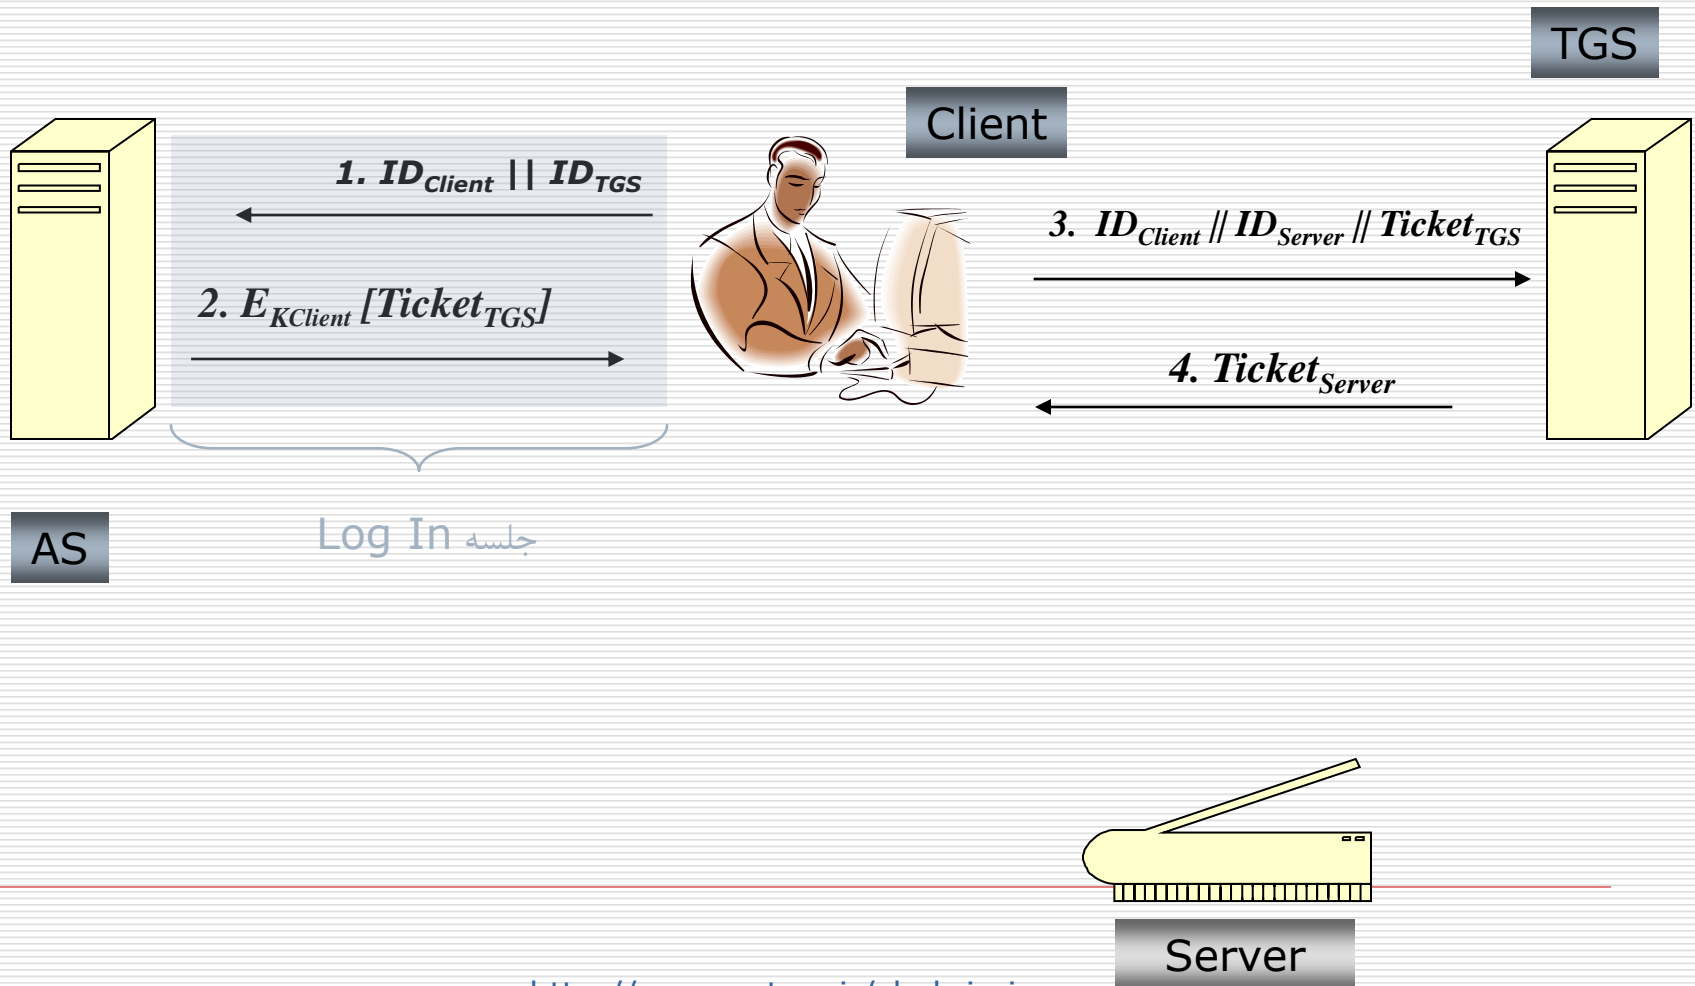 TGS
Client
1. ID_Client || ID_TGS
3. ID_Client || ID_Server || Ticket_TGS
2. E_KClient [Ticket_TGS]
4. Ticket_Server
AS
جلسه Log In
Server